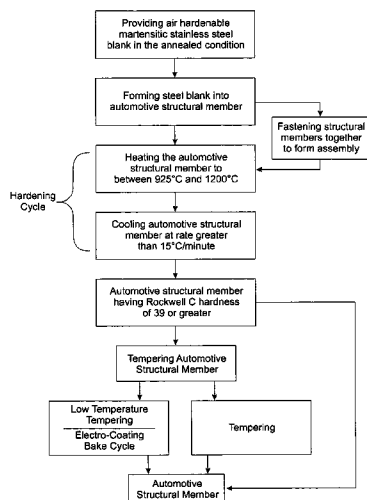 Providing air hardenable
martensitic stainless steel
blank in the annealed condition
Forming steel blank into
automotive structural member
Fastening structural
members together
to form assembly
Heating the automotive
structural member to
between 925°C and 1200°C
Hardening
Cycle
Cooling automotive structural
member at rate greater
than 15°C/minute
Automotive structural member
having Rockwell C hardness
of 39 or greater
Tempering Automotive
Structural Member
Low Temperature
Tempering
Electro-Coating
Bake Cycle
Tempering
Automotive
Structural Member